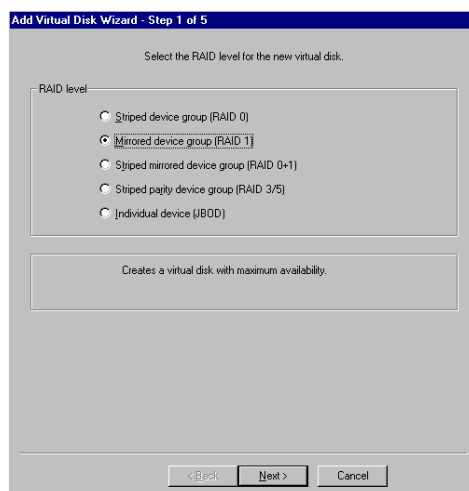 Add Virtual Disk Wizard - Step 1 of 5
Select the RAID level for the new virtual disk.
RAID level
Striped device group (RAID 0)
Mirrored device group (RAID 1)
Striped mirrored device group (RAID 0+1)
Striped parity device group (RAID 3/5)
Individual device (JBOD)
Creates a virtual disk with maximum availability.
< Back Next > Cancel